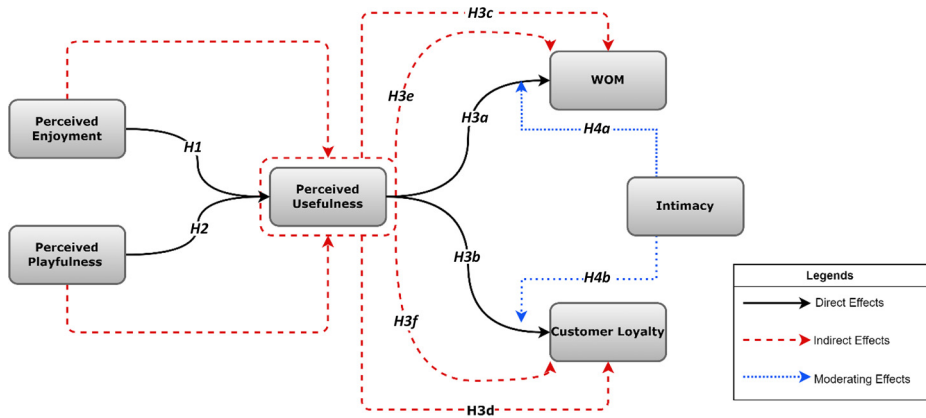 H3c
WOM
H3e
H3a
Perceived
Enjoyment
H1
H4a
Perceived
Usefulness
Intimacy
H2
Perceived
Playfulness
H3b
H4b
H3f
Customer Loyalty
H3d
Legends
Direct Effects
Indirect Effects
Moderating Effects